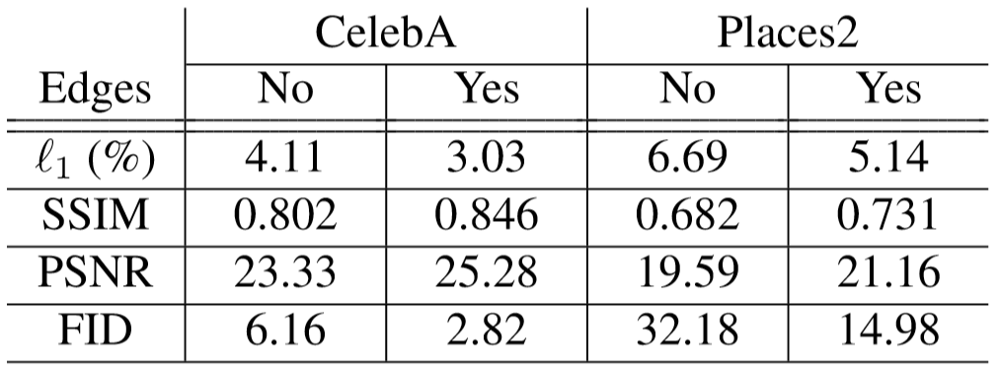 CelebA Places2
Edges No Yes No Yes
ℓ1 (%) 4.11 3.03 6.69 5.14
SSIM 0.802 0.846 0.682 0.731
PSNR 23.33 25.28 19.59 21.16
FID 6.16 2.82 32.18 14.98